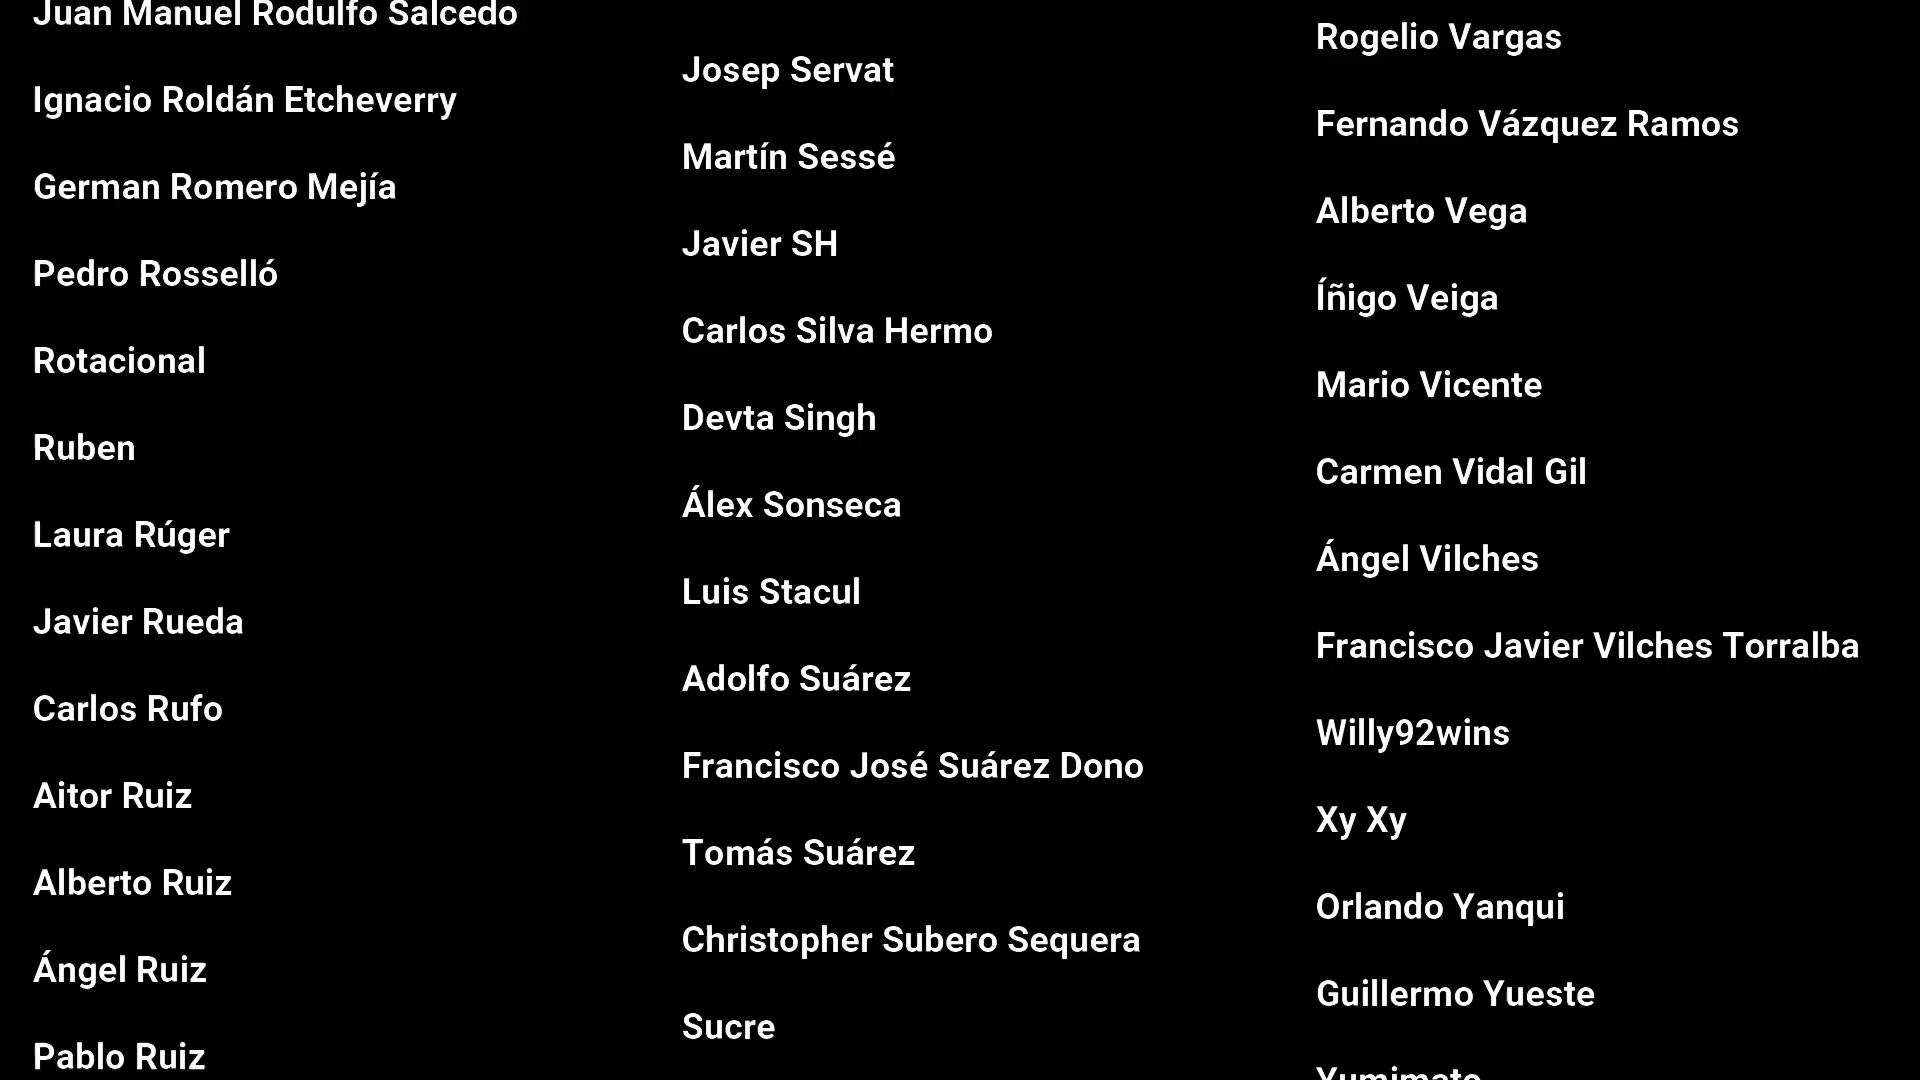 Juan Manuel Rodulfo Salcedo
Ignacio Roldán Etcheverry
German Romero Mejía
Pedro Rosselló
Rotacional
Ruben
Laura Rúger
Javier Rueda
Carlos Rufo
Aitor Ruiz
Alberto Ruiz
Ángel Ruiz
Pablo Ruiz
Josep Servat
Martín Sessé
Javier SH
Carlos Silva Hermo
Devta Singh
Álex Sonseca
Luis Stacul
Adolfo Suárez
Francisco José Suárez Dono
Tomás Suárez
Christopher Subero Sequera
Sucre
Rogelio Vargas
Fernando Vázquez Ramos
Alberto Vega
Íñigo Veiga
Mario Vicente
Carmen Vidal Gil
Ángel Vilches
Francisco Javier Vilches Torralba
Willy92wins
Xy Xy
Orlando Yanqui
Guillermo Yueste